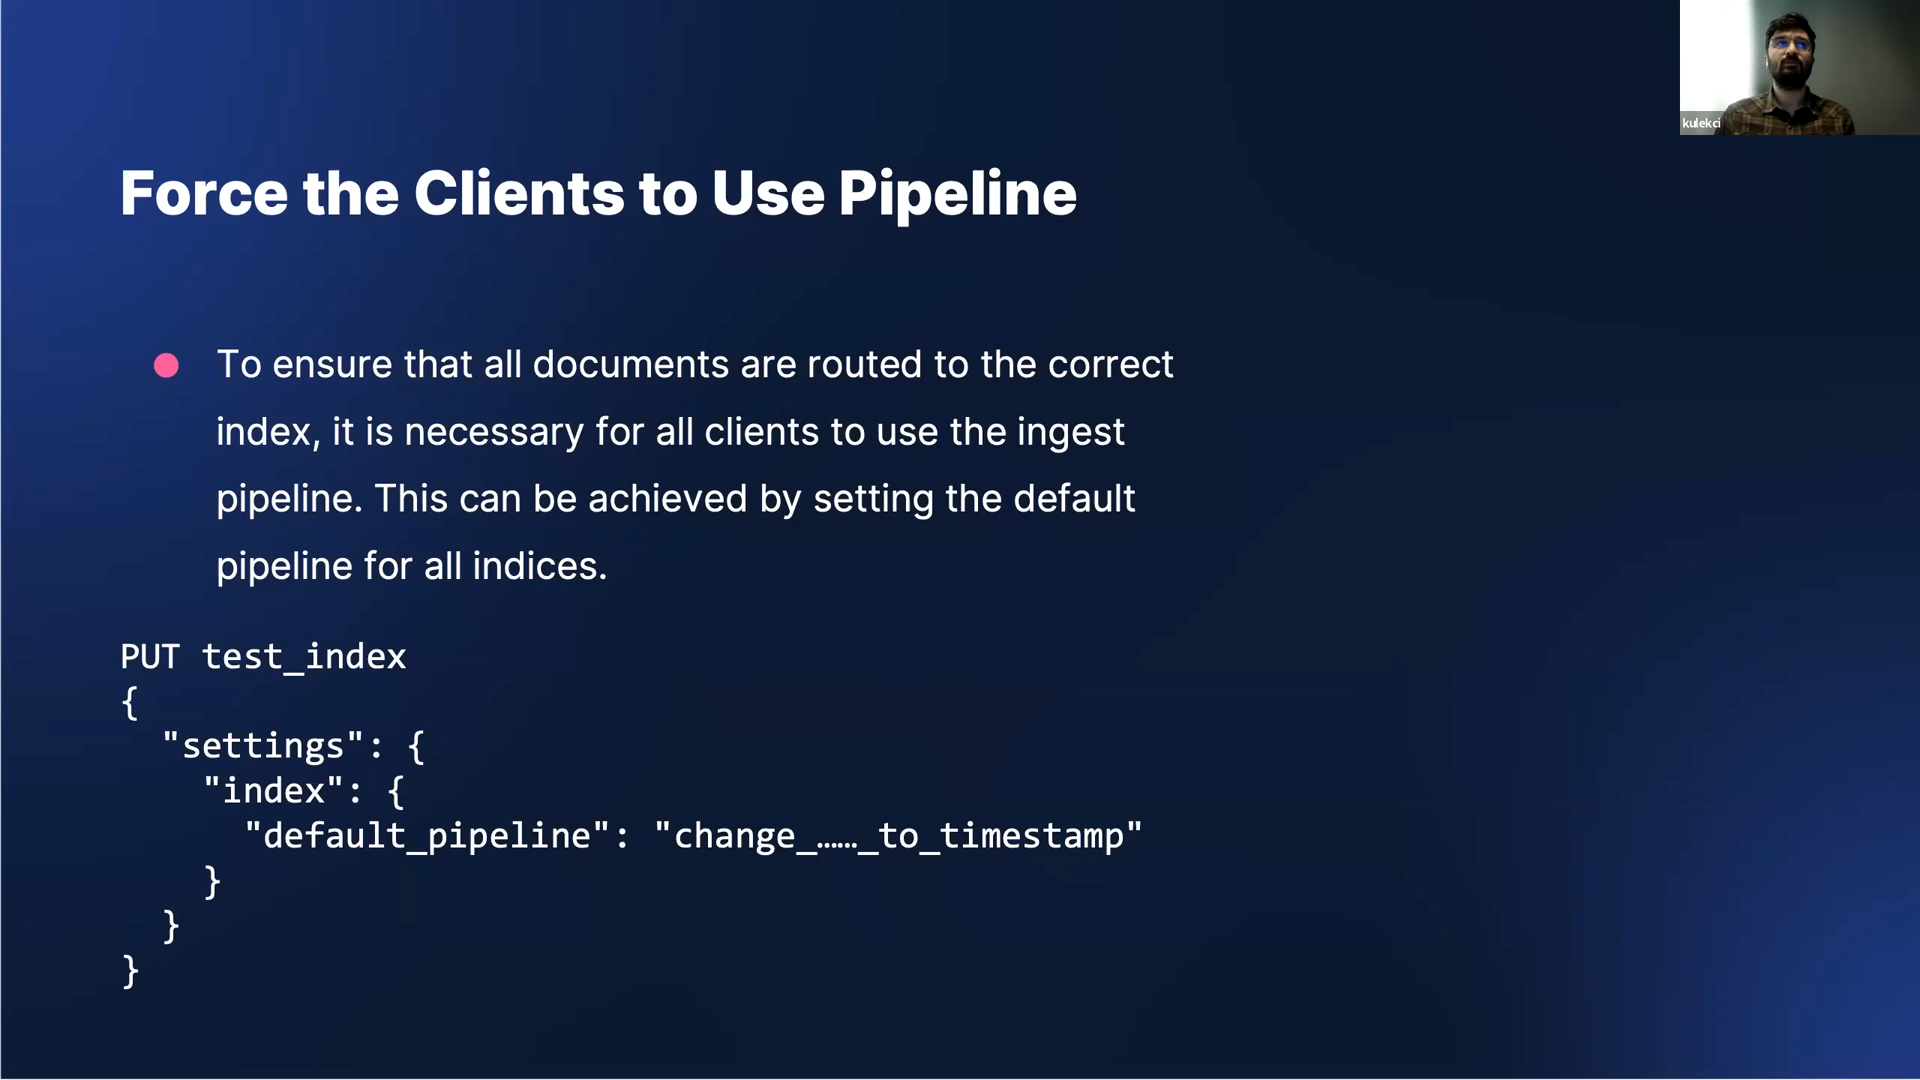 kulekci
Force the Clients to Use Pipeline
To ensure that all documents are routed to the correct
index, it is necessary for all clients to use the ingest
pipeline. This can be achieved by setting the default
pipeline for all indices.
PUT test_index
{
  "settings": {
    "index": {
      "default_pipeline": "change_……_to_timestamp"
    }
  }
}